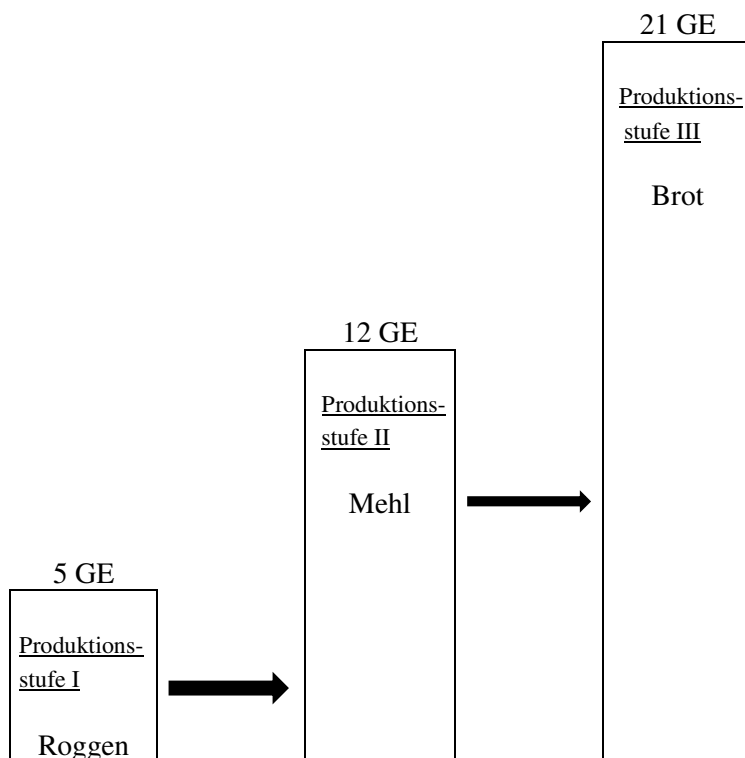 21 GE
Produktions-
stufe III
Brot
12 GE
Produktions-
stufe II
Mehl
5 GE
Produktions-
stufe I
Roggen